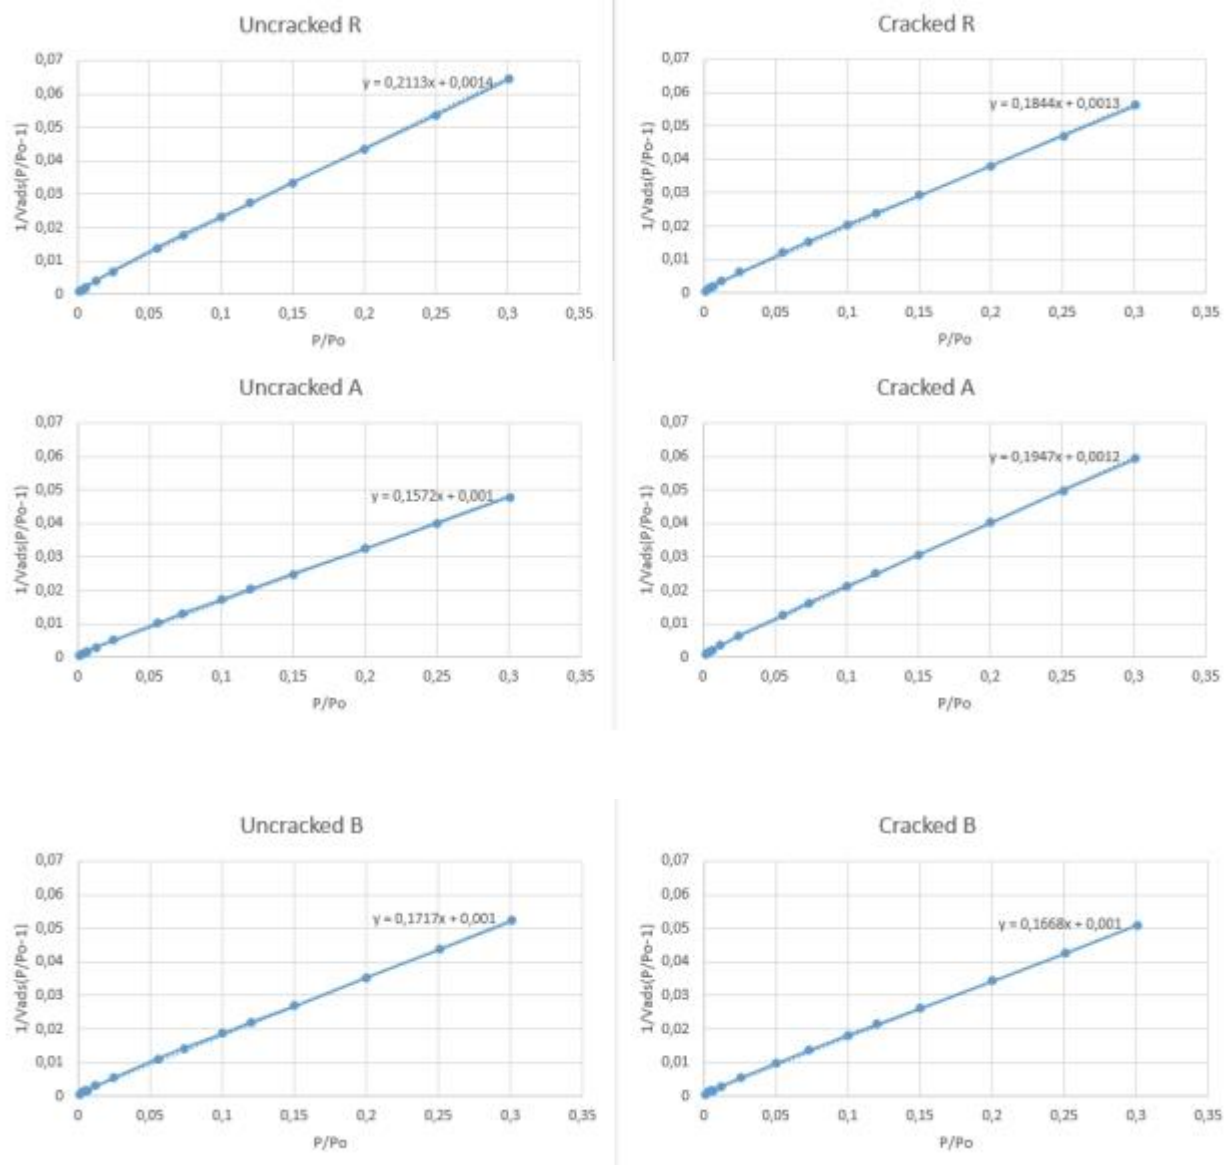 Uncracked R
0,07
0,06
0,05
0,04
0,03
0,02
0,01
0
1/Vads(P/Po-1)
y = 0,2113x + 0,0014
0 0,05 0,1 0,15 0,2 0,25 0,3 0,35
P/Po
Cracked R
0,07
0,06
0,05
0,04
0,03
0,02
0,01
0
1/Vads(P/Po-1)
y = 0,1844x + 0,0013
0 0,05 0,1 0,15 0,2 0,25 0,3 0,35
P/Po
Uncracked A
0,07
0,06
0,05
0,04
0,03
0,02
0,01
0
1/Vads(P/Po-1)
y = 0,1572x + 0,001
0 0,05 0,1 0,15 0,2 0,25 0,3 0,35
P/Po
Cracked A
0,07
0,06
0,05
0,04
0,03
0,02
0,01
0
1/Vads(P/Po-1)
y = 0,1947x + 0,0012
0 0,05 0,1 0,15 0,2 0,25 0,3 0,35
P/Po
Uncracked B
0,07
0,06
0,05
0,04
0,03
0,02
0,01
0
1/Vads(P/Po-1)
y = 0,1717x + 0,001
0 0,05 0,1 0,15 0,2 0,25 0,3 0,35
P/Po
Cracked B
0,07
0,06
0,05
0,04
0,03
0,02
0,01
0
1/Vads(P/Po-1)
y = 0,1668x + 0,001
0 0,05 0,1 0,15 0,2 0,25 0,3 0,35
P/Po